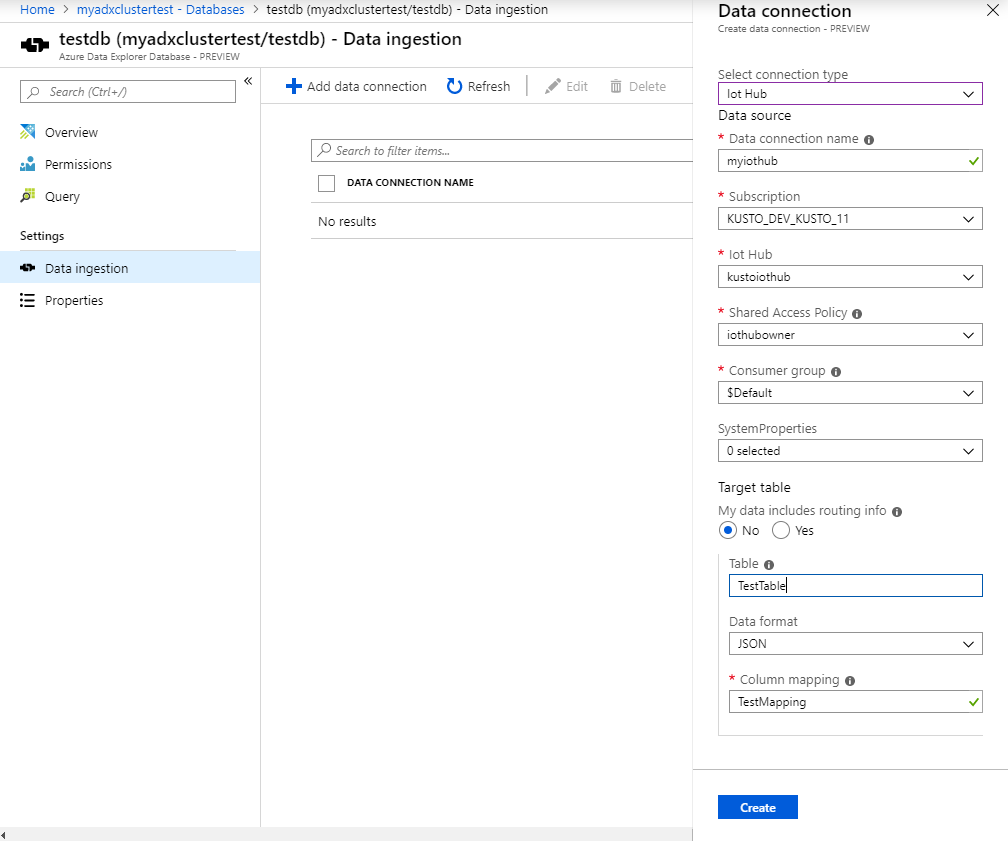 Home > myadxclustertest - Databases > testdb (myadxclustertest/testdb) - Data ingestion
testdb (myadxclustertest/testdb) - Data ingestion
Azure Data Explorer Database - PREVIEW
Search (Ctrl+/)
Overview
Permissions
Query
Settings
Data ingestion
Properties
Add data connection
Refresh
Edit
Delete
Search to filter items...
DATA CONNECTION NAME
No results
Data connection
Create data connection - PREVIEW
Select connection type
Iot Hub
Data source
* Data connection name
myiothub
* Subscription
KUSTO_DEV_KUSTO_11
* Iot Hub
kustoiothub
* Shared Access Policy
iothubowner
* Consumer group
$Default
SystemProperties
0 selected
Target table
My data includes routing info
No
Yes
Table
TestTable
Data format
JSON
* Column mapping
TestMapping
Create